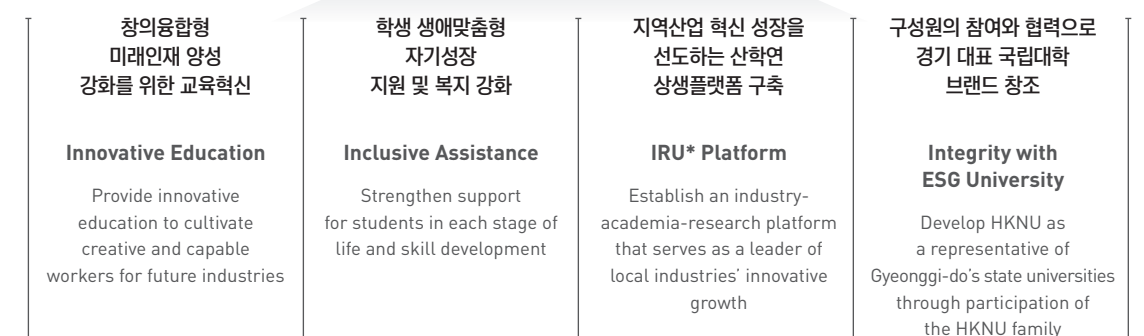 창의융합형
미래인재 양성
강화를 위한 교육혁신
Innovative Education
Provide innovative
education to cultivate
creative and capable
workers for future industries
학생 생애맞춤형
자기성장
지원 및 복지 강화
Inclusive Assistance
Strengthen support
for students in each stage of
life and skill development
지역산업 혁신 성장을
선도하는 산학연
상생플랫폼 구축
IRU* Platform
Establish an industry-
academia-research platform
that serves as a leader of
local industries’ innovative
growth
구성원의 참여와 협력으로
경기 대표 국립대학
브랜드 창조
Integrity with
ESG University
Develop HKNU as
a representative of
Gyeonggi-do’s state universities
through participation of
the HKNU family